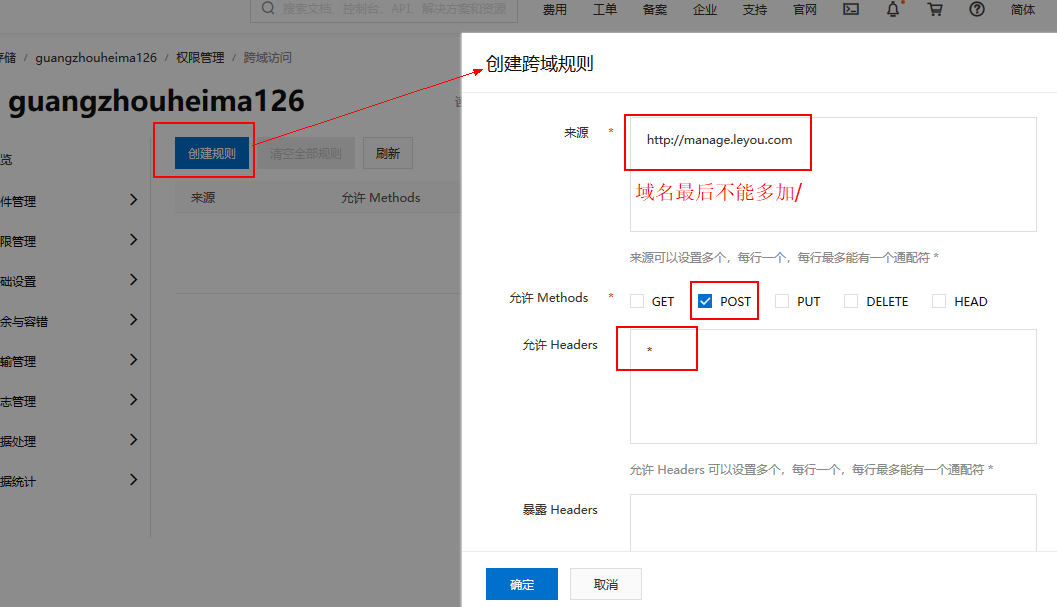 搜索文档、控制台、API、解决方案和资源
费用 工单 备案 企业 支持 官网 简体
存储 / guangzhouheima126 / 权限管理 / 跨域访问
guangzhouheima126
创建规则 清空全部规则 刷新
来源 允许 Methods
览
件管理
限管理
础设置
余与容错
输管理
志管理
据处理
据统计
创建跨域规则
来源 *
http://manage.leyou.com
域名最后不能多加/
来源可以设置多个，每行一个，每行最多能有一个通配符 *
允许 Methods * GET POST PUT DELETE HEAD
允许 Headers
*
允许 Headers 可以设置多个，每行一个，每行最多能有一个通配符 *
暴露 Headers
确定 取消